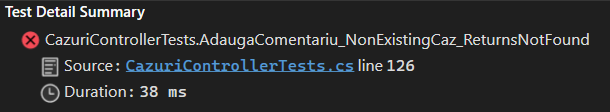 Test Detail Summary
CazuriControllerTests.AdaugaComentariu_NonExistingCaz_ReturnsNotFound
Source: CazuriControllerTests.cs line 126
Duration: 38 ms